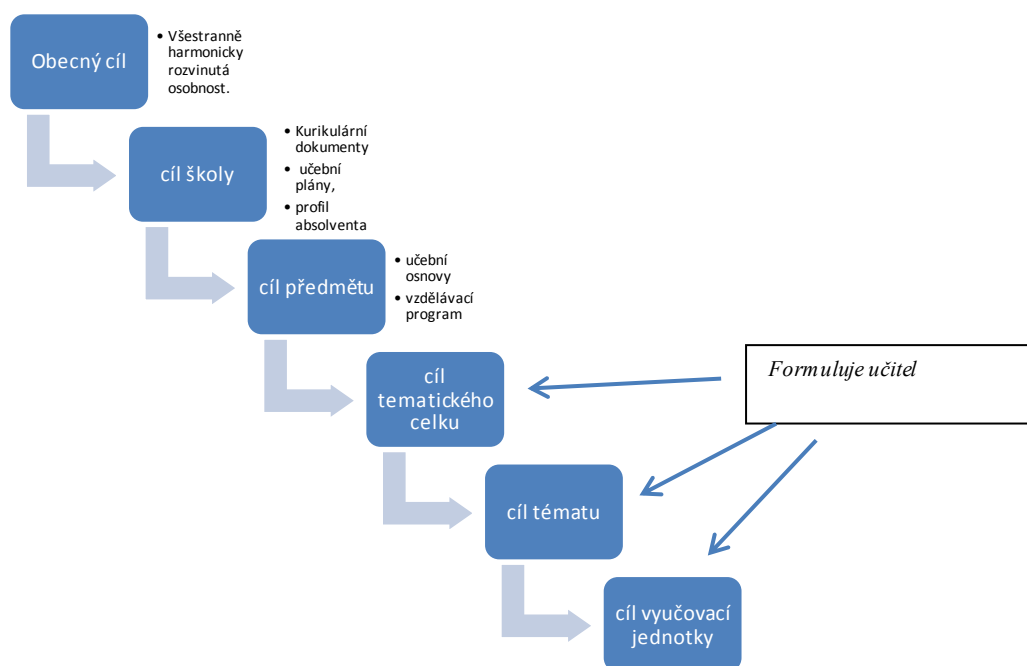 Obecný cíl
• Všestranně
harmonicky
rozvinutá
osobnost.
cíl školy
• Kurikulární
dokumenty
• učební
plány,
• profil
absolventa
cíl předmětu
• učební
osnovy
• vzdělávací
program
cíl
tematického
celku
Formuluje učitel
cíl tématu
cíl vyučovací
jednotky